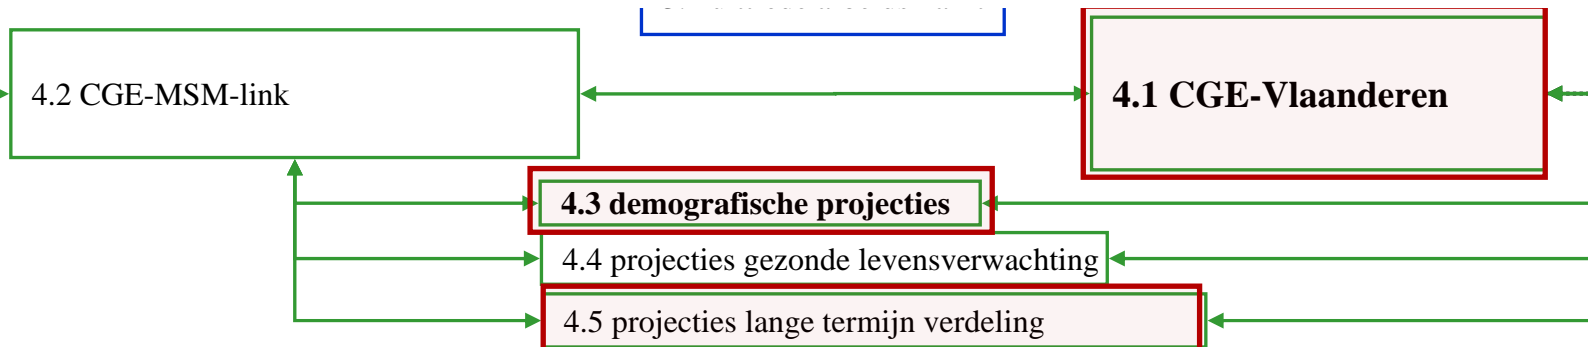 4.2 CGE-MSM-link
4.1 CGE-Vlaanderen
4.3 demografische projecties
4.4 projecties gezonde levensverwachting
4.5 projecties lange termijn verdeling